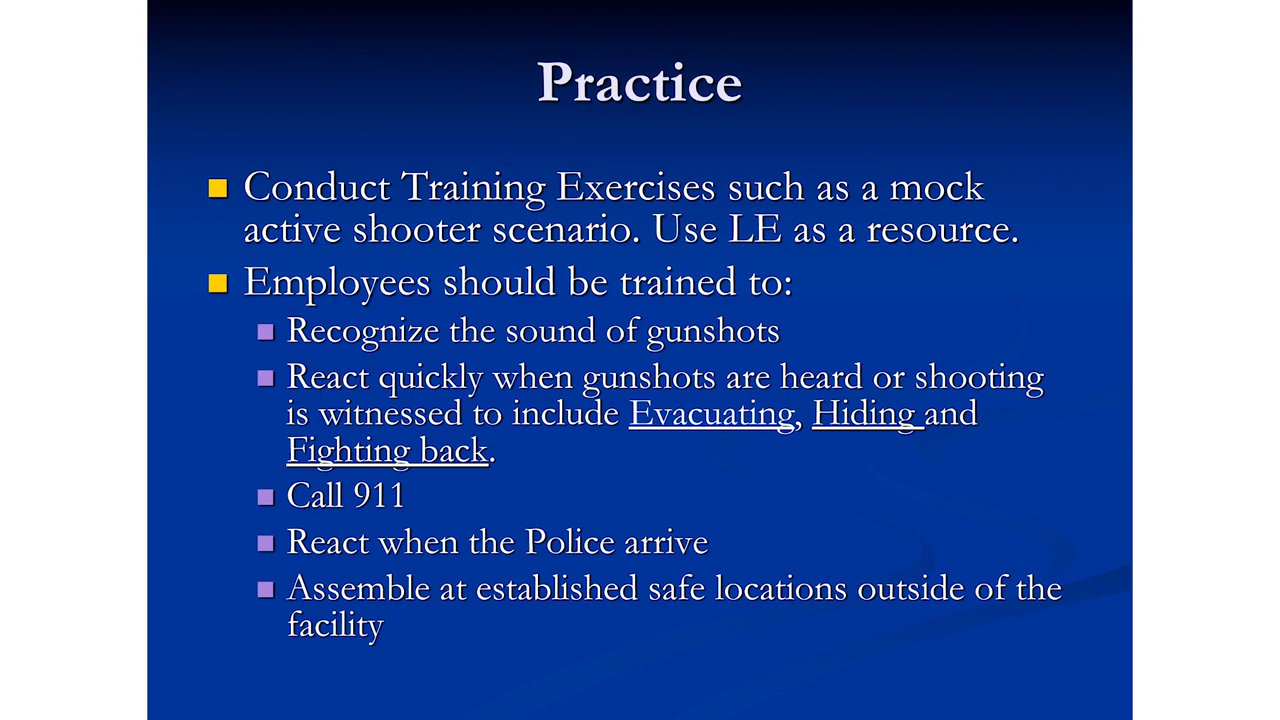 Practice
Conduct Training Exercises such as a mock
active shooter scenario. Use LE as a resource.
Employees should be trained to:
Recognize the sound of gunshots
React quickly when gunshots are heard or shooting
is witnessed to include Evacuating, Hiding and
Fighting back.
Call 911
React when the Police arrive
Assemble at established safe locations outside of the
facility